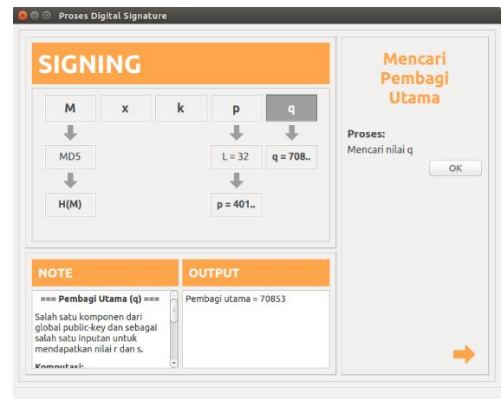 Proses Digital Signature
SIGNING
M x k p q
MD5 L = 32 q = 708..
H(M) p = 401..
Mencari
Pembagi
Utama
Proses:
Mencari nilai q
OK
NOTE
=== Pembagi Utama (q) ===
Salah satu komponen dari
global public-key dan sebagai
salah satu inputan untuk
mendapatkan nilai r dan s.
Komputasi:
OUTPUT
Pembagi utama = 70853